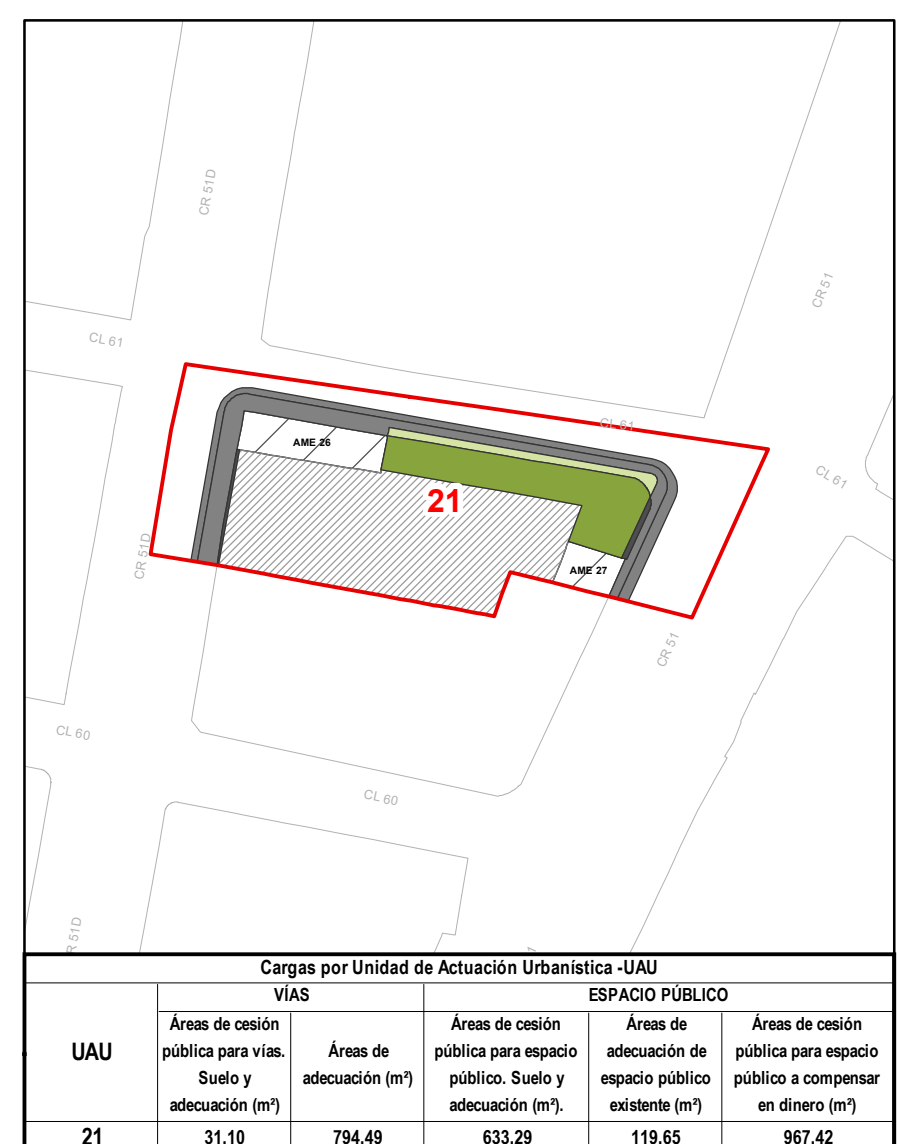 CR 51D
CR 51
CL 61
CL 61
AME 26
CL 61
21
CR 51D
AME 27
CR 51
CL 60
CL 60
R 51D
Cargas por Unidad de Actuación Urbanística -UAU
UAU
VÍAS
ESPACIO PÚBLICO
Áreas de cesión
pública para vías.
Suelo y
adecuación (m²)
Áreas de
adecuación (m²)
Áreas de cesión
pública para espacio
público. Suelo y
adecuación (m²).
Áreas de
adecuación de
espacio público
existente (m²)
Áreas de cesión
pública para espacio
público a compensar
en dinero (m²)
21 31.10 794.49 633.29 119.65 967.42